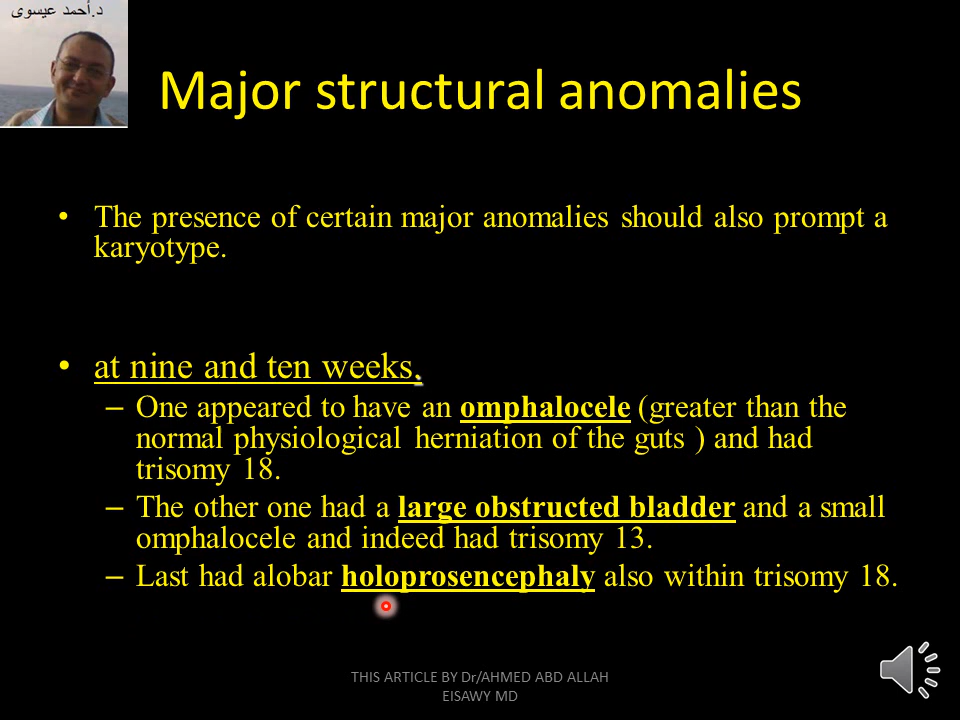 د.أحمد عيسوى
Major structural anomalies
• The presence of certain major anomalies should also prompt a
karyotype.
• at nine and ten weeks,
– One appeared to have an omphalocele (greater than the
normal physiological herniation of the guts ) and had
trisomy 18.
– The other one had a large obstructed bladder and a small
omphalocele and indeed had trisomy 13.
– Last had alobar holoprosencephaly also within trisomy 18.
THIS ARTICLE BY Dr/AHMED ABD ALLAH
EISAWY MD